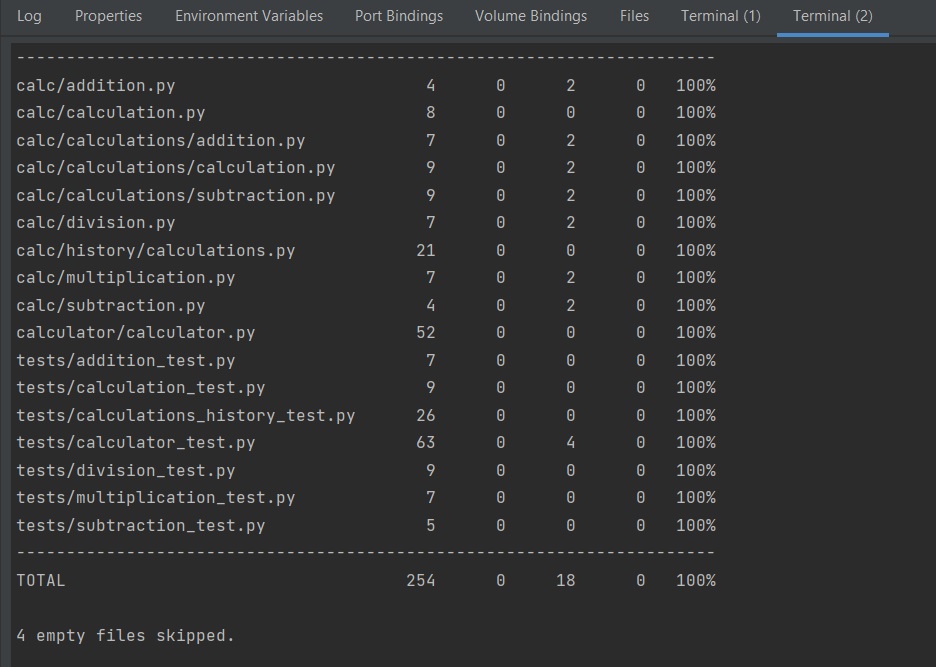 Log Properties Environment Variables Port Bindings Volume Bindings Files Terminal (1) Terminal (2)
----------------------------------------------------------------------
calc/addition.py 4 0 2 0 100%
calc/calculation.py 8 0 0 0 100%
calc/calculations/addition.py 7 0 2 0 100%
calc/calculations/calculation.py 9 0 2 0 100%
calc/calculations/subtraction.py 9 0 2 0 100%
calc/division.py 7 0 2 0 100%
calc/history/calculations.py 21 0 0 0 100%
calc/multiplication.py 7 0 2 0 100%
calc/subtraction.py 4 0 2 0 100%
calculator/calculator.py 52 0 0 0 100%
tests/addition_test.py 7 0 0 0 100%
tests/calculation_test.py 9 0 0 0 100%
tests/calculations_history_test.py 26 0 0 0 100%
tests/calculator_test.py 63 0 4 0 100%
tests/division_test.py 9 0 0 0 100%
tests/multiplication_test.py 7 0 0 0 100%
tests/subtraction_test.py 5 0 0 0 100%
----------------------------------------------------------------------
TOTAL 254 0 18 0 100%
4 empty files skipped.